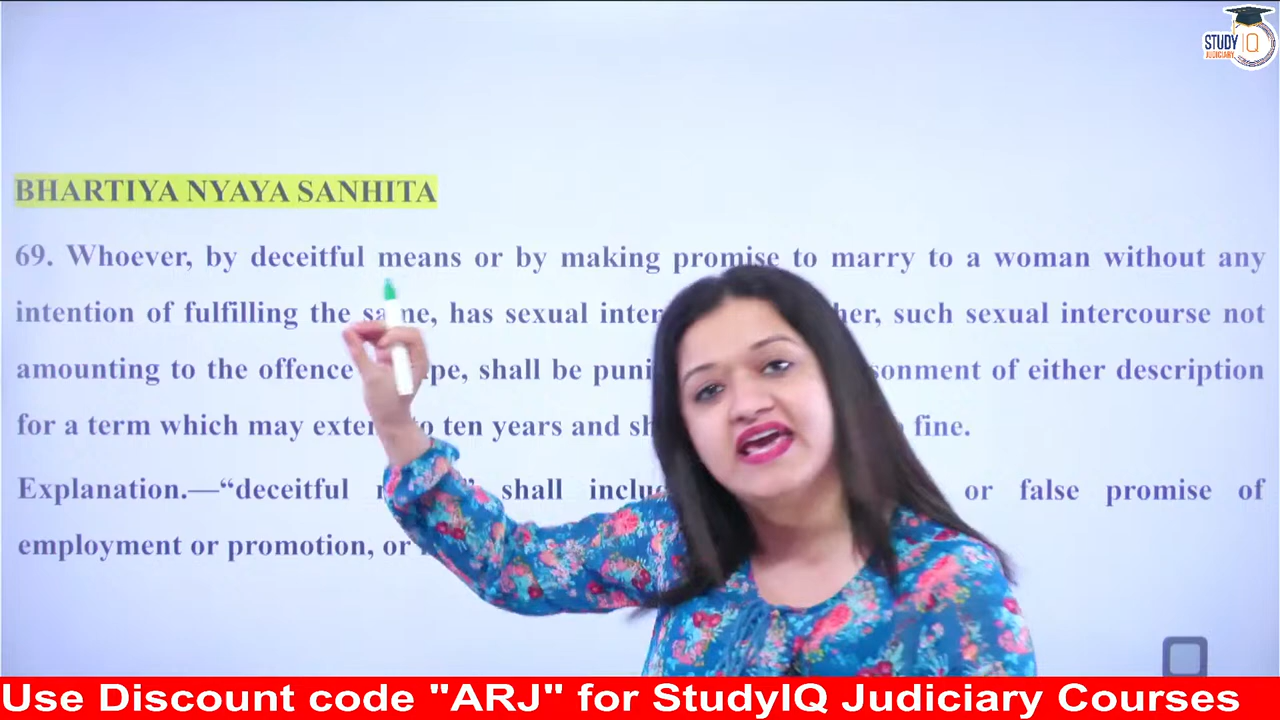 STUDY IQ
JUDICIARY
BHARTIYA NYAYA SANHITA
69. Whoever, by deceitful means or by making promise to marry to a woman without any
intention of fulfilling the same, has sexual inter her, such sexual intercourse not
amounting to the offence pe, shall be puni sonment of either description
for a term which may exten to ten years and sh fine.
Explanation.—“deceitful ” shall inclu or false promise of
employment or promotion, or
Use Discount code "ARJ" for StudyIQ Judiciary Courses